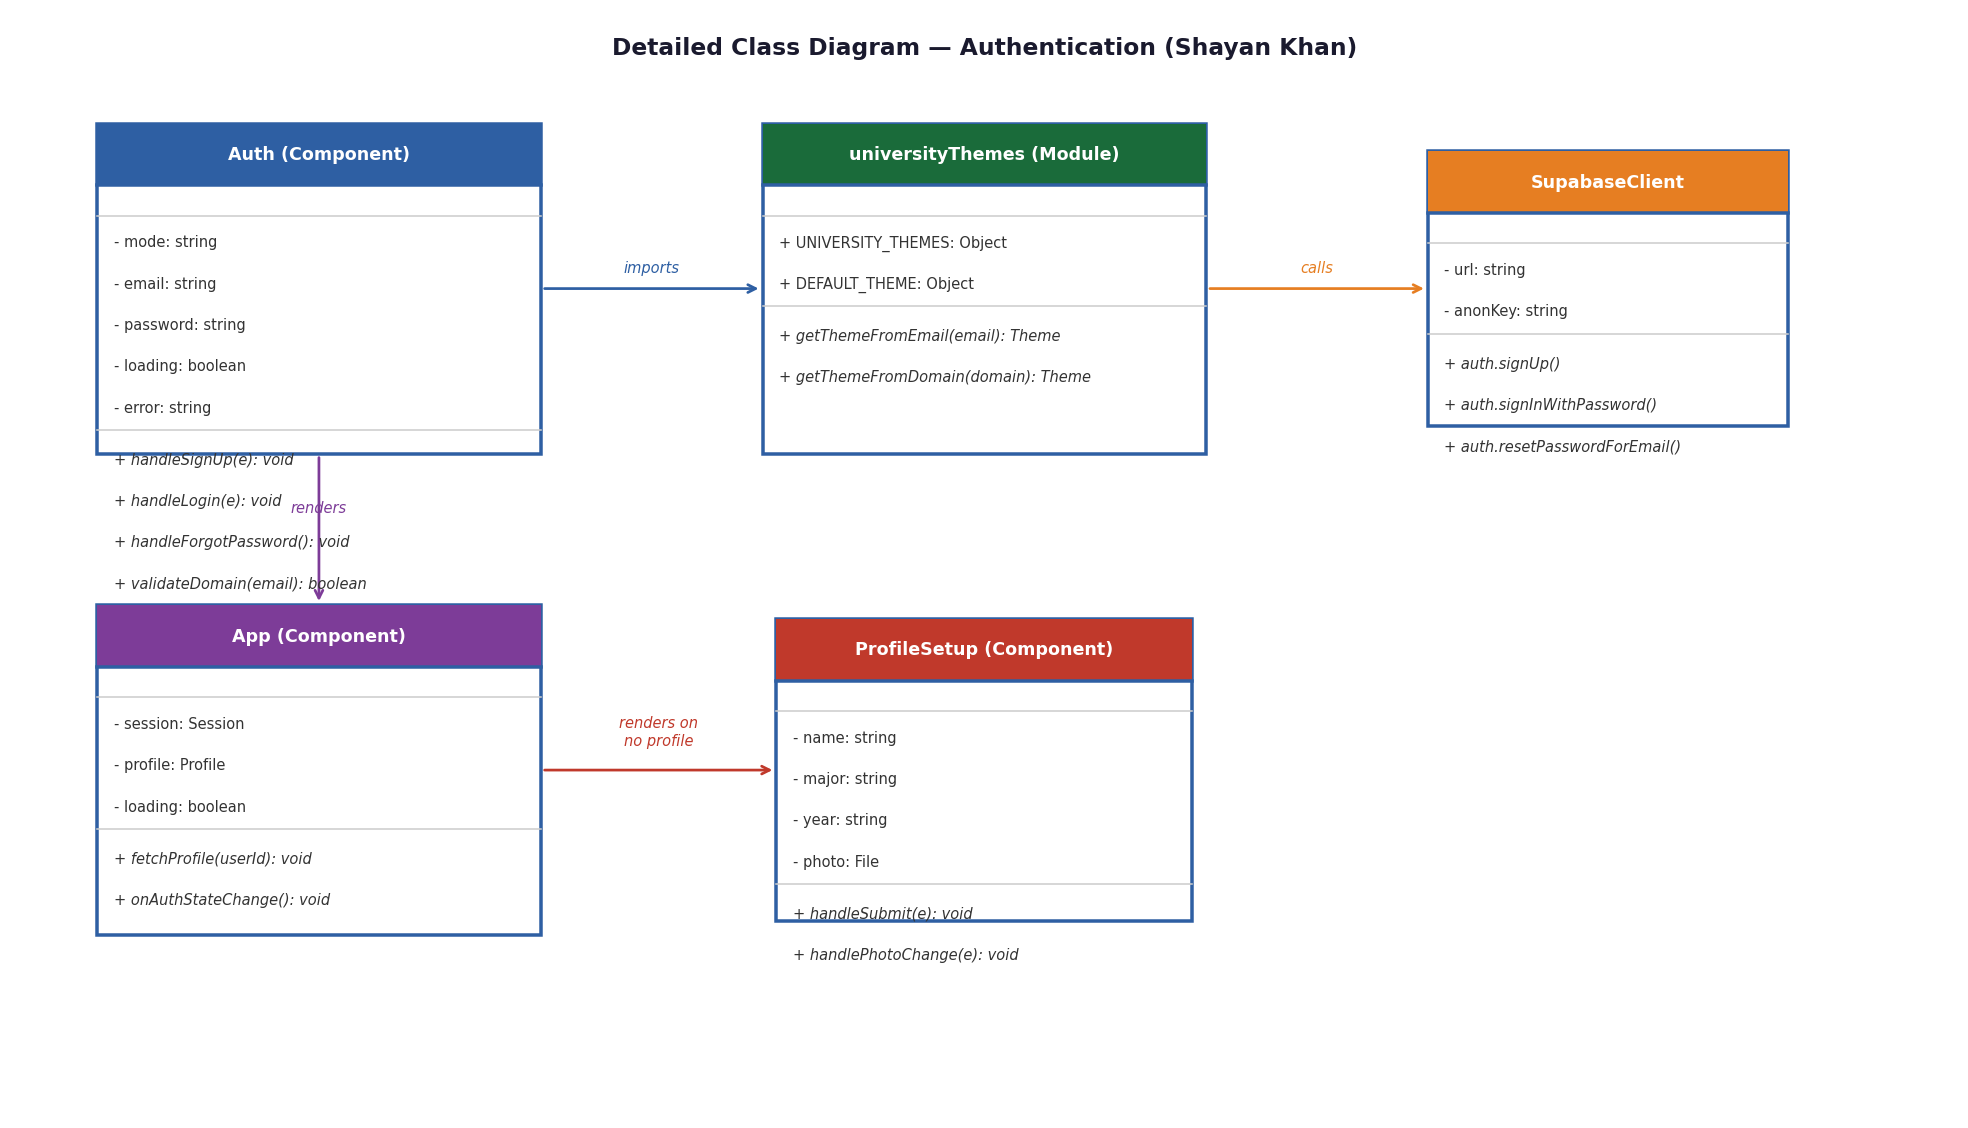 Detailed Class Diagram — Authentication (Shayan Khan)
Auth (Component)
- mode: string
- email: string
- password: string
- loading: boolean
- error: string
+ handleSignUp(e): void
+ handleLogin(e): void
+ handleForgotPassword(): void
+ validateDomain(email): boolean
imports
universityThemes (Module)
+ UNIVERSITY_THEMES: Object
+ DEFAULT_THEME: Object
+ getThemeFromEmail(email): Theme
+ getThemeFromDomain(domain): Theme
calls
SupabaseClient
- url: string
- anonKey: string
+ auth.signUp()
+ auth.signInWithPassword()
+ auth.resetPasswordForEmail()
renders
App (Component)
- session: Session
- profile: Profile
- loading: boolean
+ fetchProfile(userId): void
+ onAuthStateChange(): void
renders on
no profile
ProfileSetup (Component)
- name: string
- major: string
- year: string
- photo: File
+ handleSubmit(e): void
+ handlePhotoChange(e): void